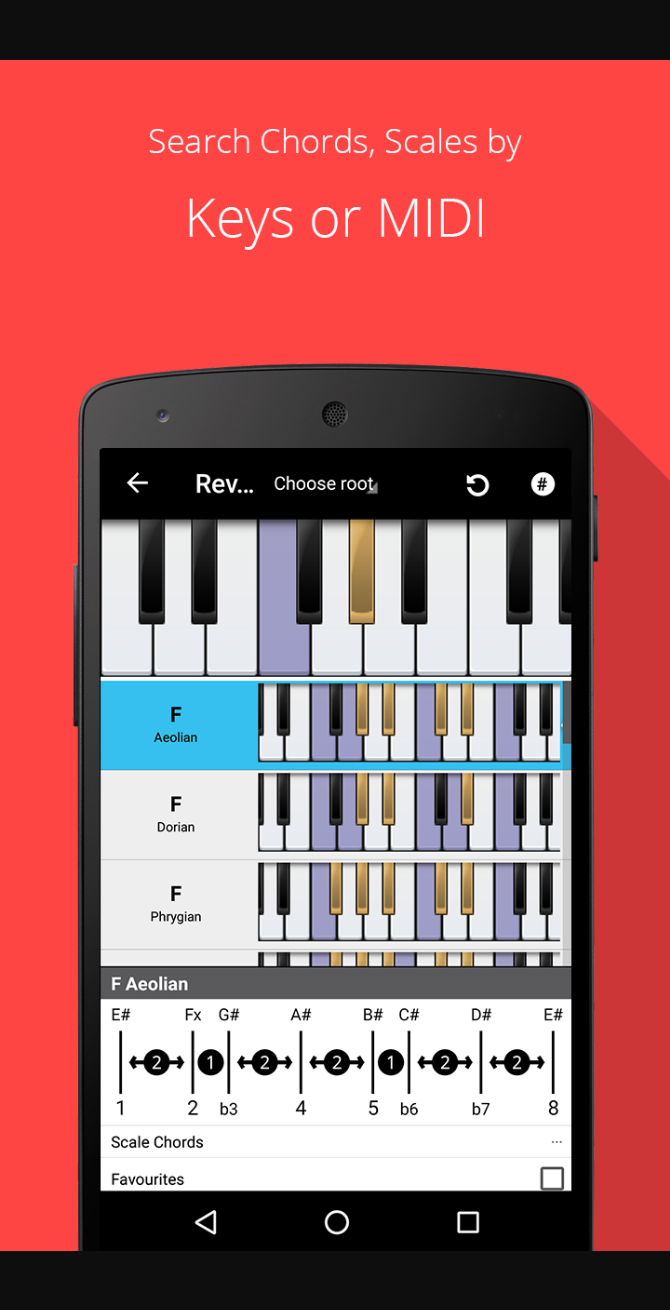 Search Chords, Scales by
Keys or MIDI
Rev... Choose root #
F
Aeolian
F
Dorian
F
Phrygian
F Aeolian
E# Fx G# A# B# C# D# E#
2 1 2 2 1 2 2
1 2 b3 4 5 b6 b7 8
Scale Chords ...
Favourites